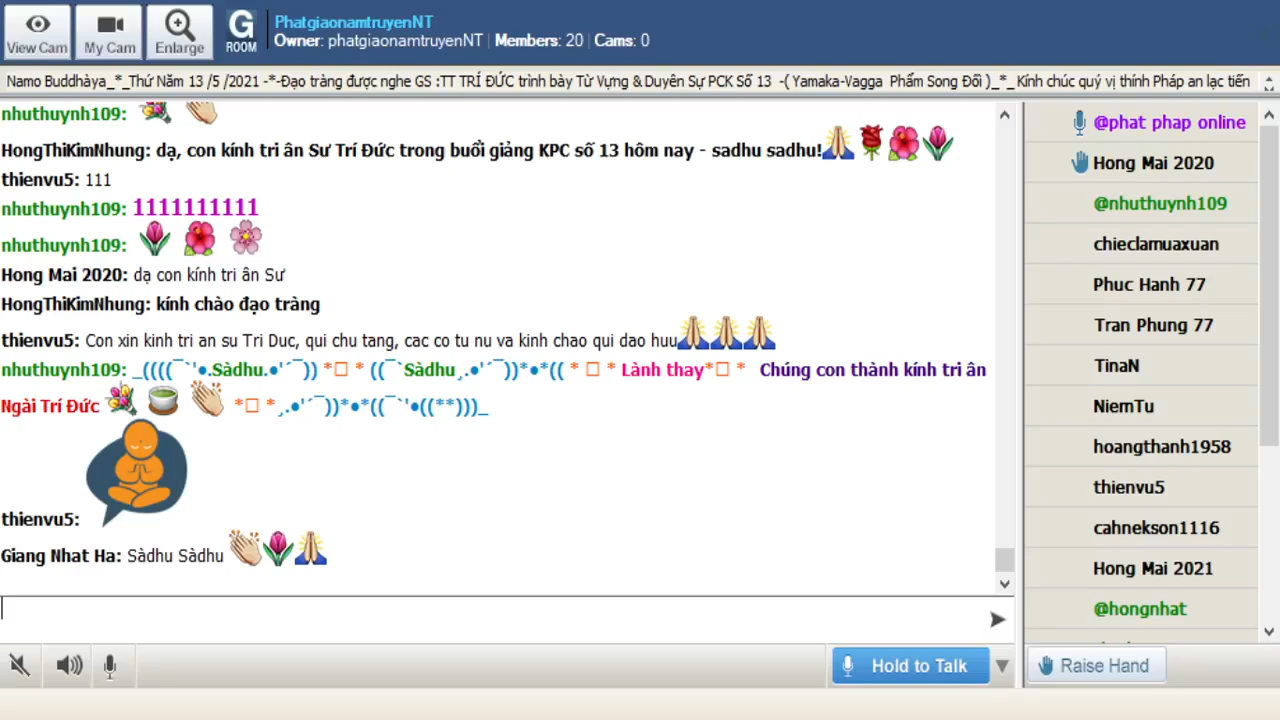 View Cam
My Cam
Enlarge
G
ROOM
PhatgiaonamtruyenNT
Owner: phatgiaonamtruyenNT | Members: 20 | Cams: 0
Namo Buddhàya_*_Thứ Năm 13 /5 /2021 -*-Đạo tràng được nghe GS :TT TRÍ ĐỨC trình bày Từ Vựng & Duyên Sự PCK Số 13 -( Yamaka-Vagga Phẩm Song Đối )_*_ Kính chúc quý vị thính Pháp an lạc tiến
nhuthuynh109:
HongThiKimNhung: dạ, con kính tri ân Sư Trí Đức trong buổi giảng KPC số 13 hôm nay - sadhu sadhu!
thienvu5: 111
nhuthuynh109: 1111111111
nhuthuynh109:
Hong Mai 2020: dạ con kính tri ân Sư
HongThiKimNhung: kính chào đạo tràng
thienvu5: Con xin kinh tri an su Tri Duc, qui chu tang, cac co tu nu va kinh chao qui dao huu
nhuthuynh109: _((((¯`'●.Sàdhu.●'´¯)) *□ * ((¯`Sàdhu¸.●'´¯))*●*(( * □ * Lành thay*□ * Chúng con thành kính tri ân
Ngài Trí Đức *□ *¸.●'´¯))*●*((¯`'●((**)))_
thienvu5:
Giang Nhat Ha: Sàdhu Sàdhu
@phat phap online
Hong Mai 2020
@nhuthuynh109
chieclamuaxuan
Phuc Hanh 77
Tran Phung 77
TinaN
NiemTu
hoangthanh1958
thienvu5
cahnekson1116
Hong Mai 2021
@hongnhat
Hold to Talk
Raise Hand